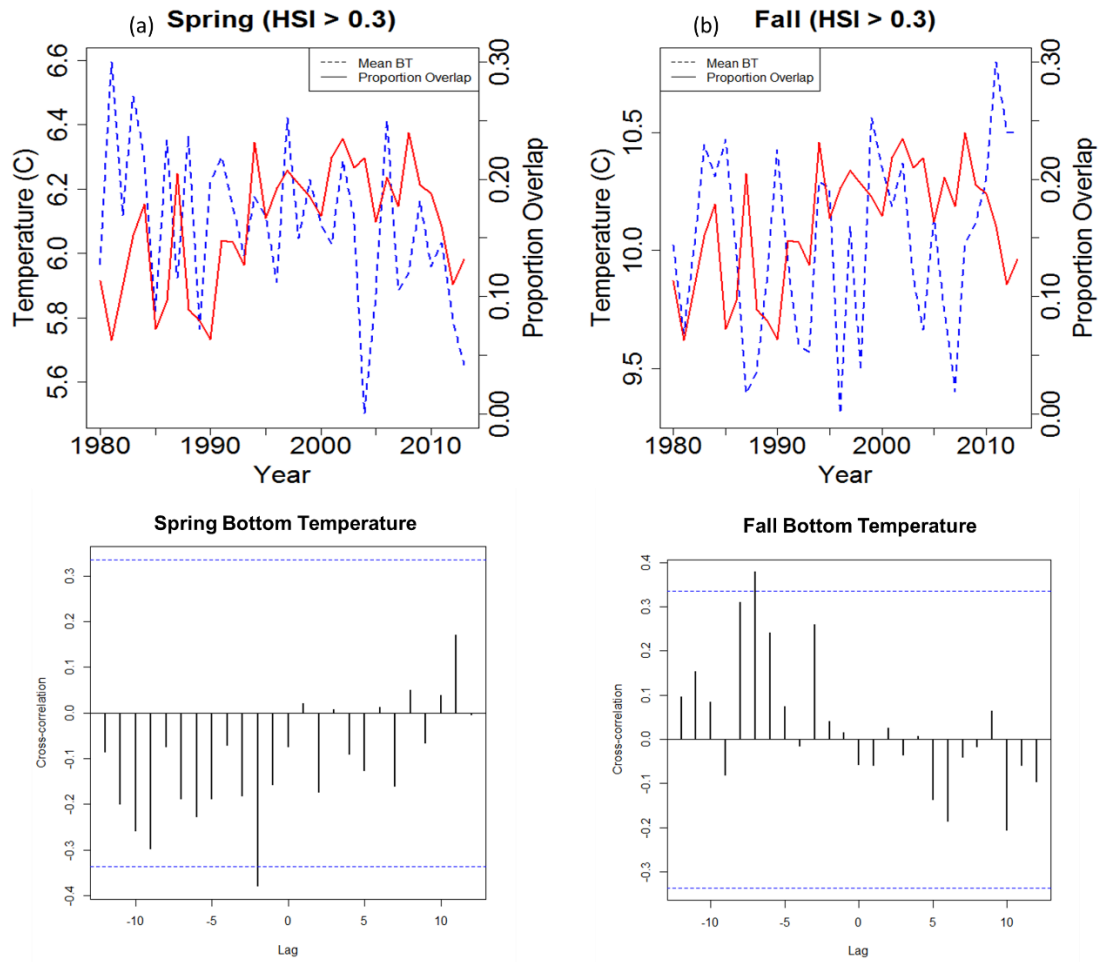 (a) Spring (HSI > 0.3)
Mean BT
Proportion Overlap
Temperature (C)
5.6 5.8 6.0 6.2 6.4 6.6
Proportion Overlap
0.00 0.10 0.20 0.30
1980 1990 2000 2010
Year
(b) Fall (HSI > 0.3)
Mean BT
Proportion Overlap
Temperature (C)
9.5 10.0 10.5
Proportion Overlap
0.00 0.10 0.20 0.30
1980 1990 2000 2010
Year
Spring Bottom Temperature
Cross-correlation
-0.4 -0.3 -0.2 -0.1 0.0 0.1 0.2 0.3
-10 -5 0 5 10
Lag
Fall Bottom Temperature
Cross-correlation
-0.3 -0.2 -0.1 0.0 0.1 0.2 0.3 0.4
-10 -5 0 5 10
Lag